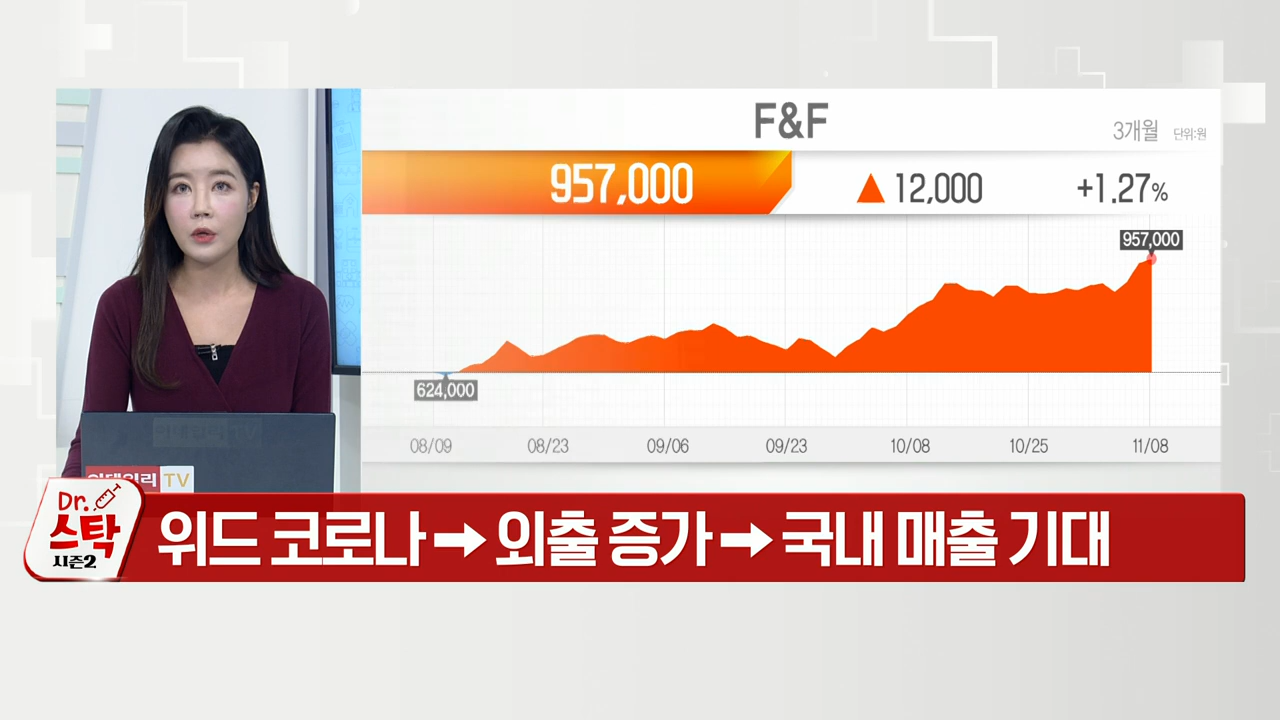 F&F
3개월 단위:원
957,000 ▲ 12,000 +1.27%
957,000
624,000
08/09 08/23 09/06 09/23 10/08 10/25 11/08
이데일리 TV
Dr.
스탁
시즌2
위드 코로나➡외출 증가➡국내 매출 기대